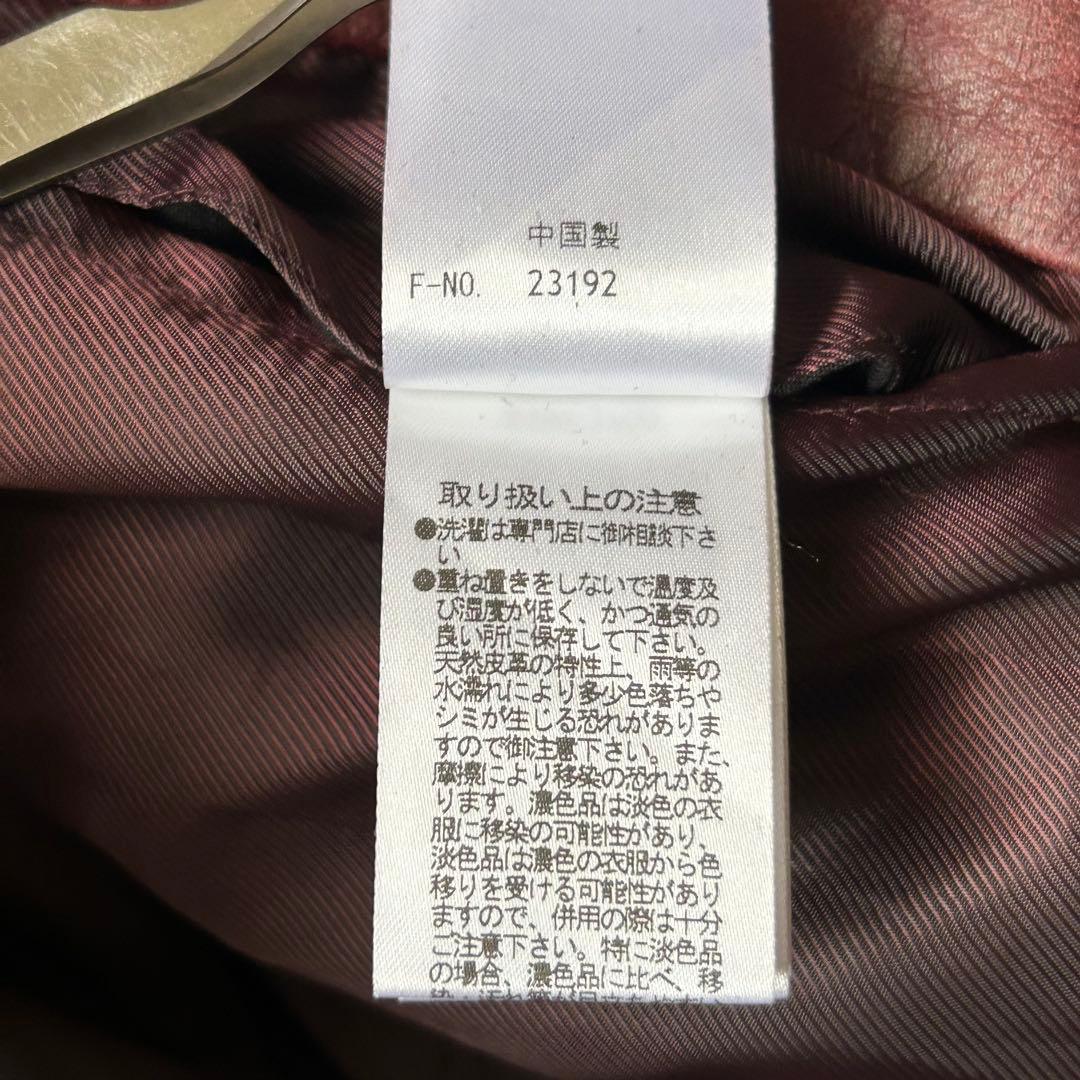 中国製
F-NO. 23192
取り扱い上の注意
●洗濯は専門店に御相談下さ
い
●重ね置きをしないで温度及
び湿度が低く、かつ通気の
良い所に保存して下さい。
天然皮革の特性上、雨等の
水濡れにより多少色落ちや
シミが生じる恐れがありま
すので御注意下さい。また、
摩擦により移染の恐れがあ
ります。濃色品は淡色の衣
服に移染の可能性があり、
淡色品は濃色の衣服から色
移りを受ける可能性があり
ますので、併用の際は十分
ご注意下さい。特に淡色品
の場合、濃色品に比べ、移